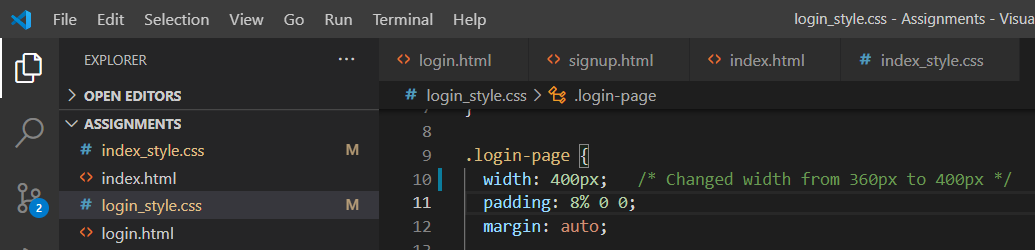 File Edit Selection View Go Run Terminal Help login_style.css - Assignments - Visua
EXPLORER ···
login.html signup.html index.html index_style.css
OPEN EDITORS
login_style.css > .login-page
ASSIGNMENTS
index_style.css M
index.html
login_style.css M
login.html
2
8
9 .login-page {
10 width: 400px; /* Changed width from 360px to 400px */
11 padding: 8% 0 0;
12 margin: auto;